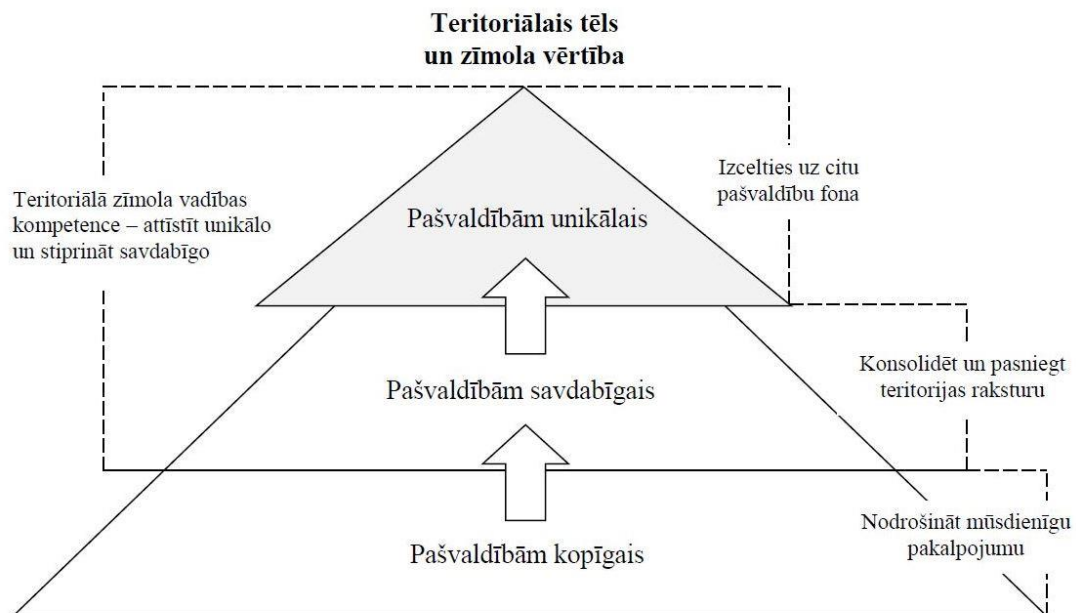 Teritoriālais tēls
un zīmola vērtība
Teritoriālā zīmola vadības
kompetence – attīstīt unikālo
un stiprināt savdabīgo
Izcelties uz citu
pašvaldību fona
Pašvaldībām unikālais
Konsolidēt un pasniegt
teritorijas raksturu
Pašvaldībām savdabīgais
Nodrošināt mūsdienīgu
pakalpojumu
Pašvaldībām kopīgais